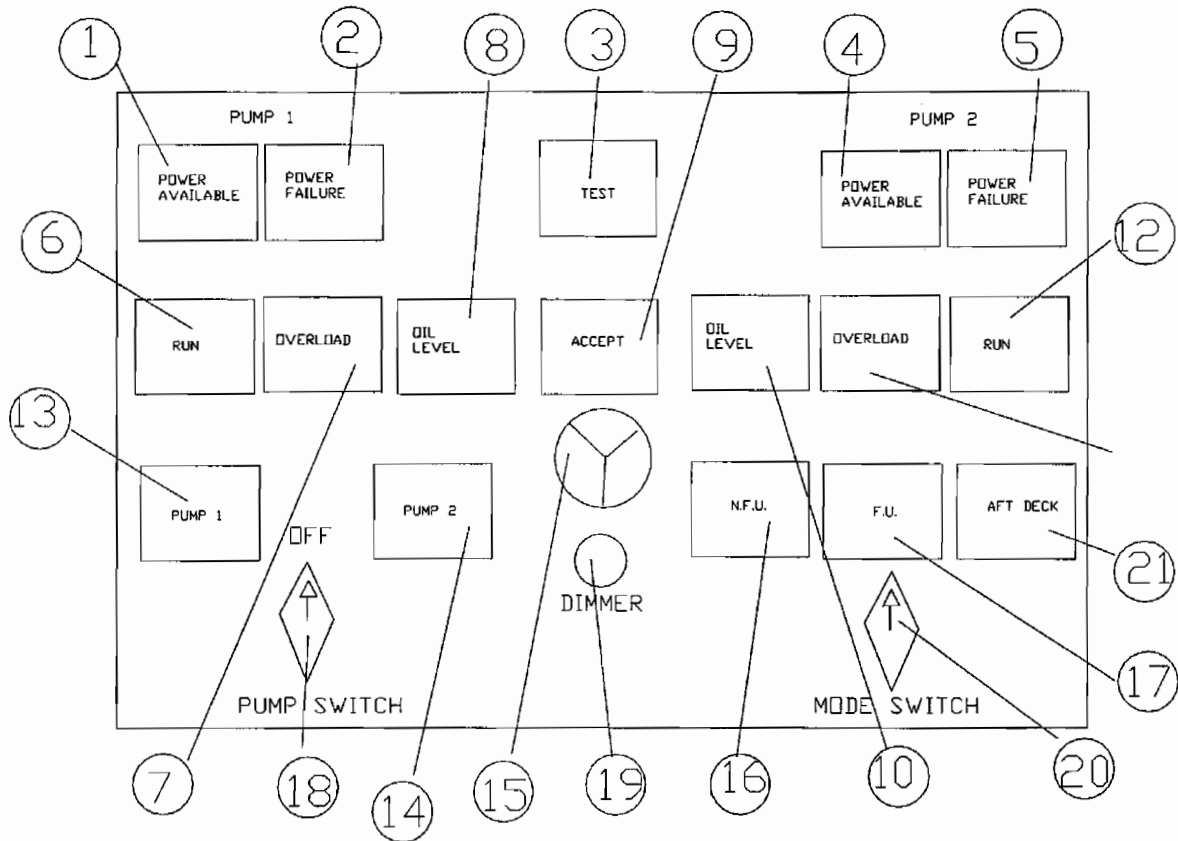 1
2
8
3
9
4
5
PUMP 1
PUMP 2
POWER
AVAILABLE
POWER
FAILURE
TEST
POWER
AVAILABLE
POWER
FAILURE
6
12
RUN
OVERLOAD
OIL
LEVEL
ACCEPT
OIL
LEVEL
OVERLOAD
RUN
13
PUMP 1
OFF
PUMP 2
N.F.U.
F.U.
AFT DECK
21
DIMMER
17
PUMP SWITCH
MODE SWITCH
7
18
14
15
19
16
10
20